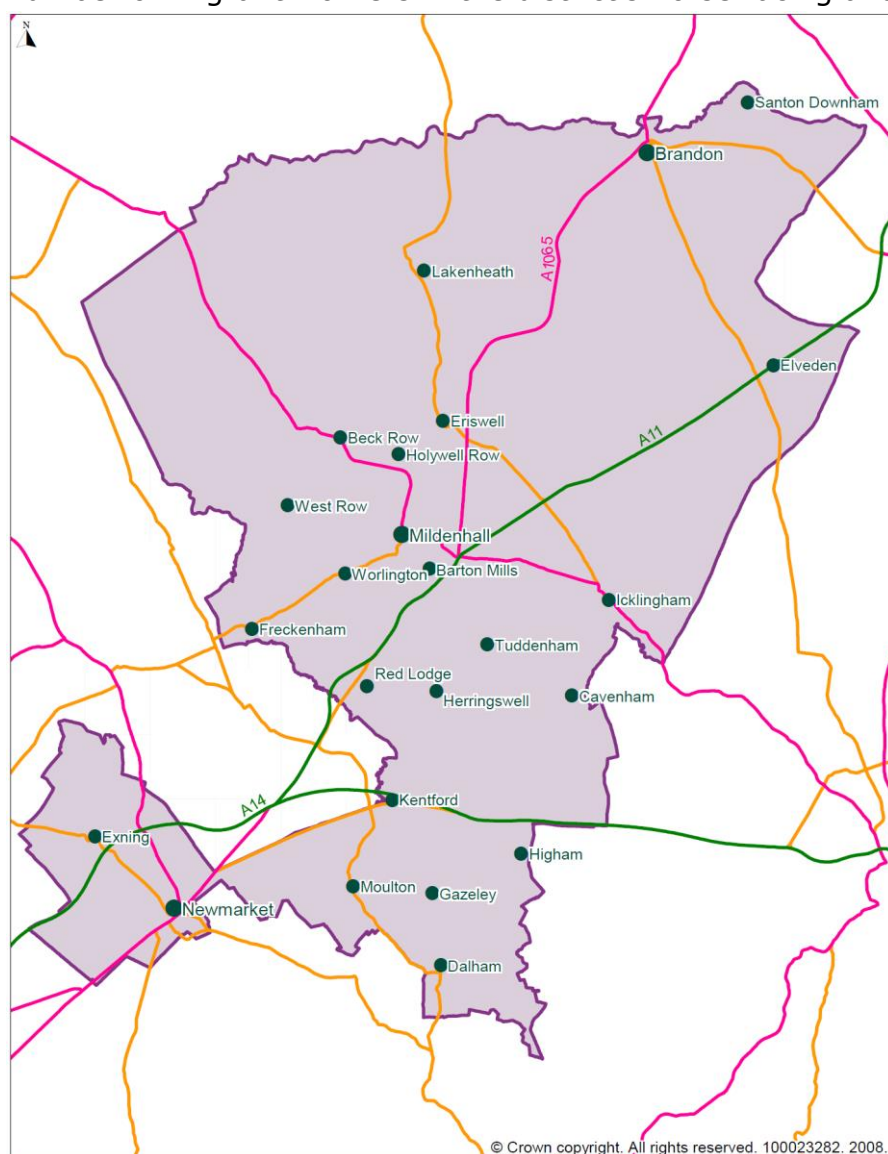 N
Santon Downham
Brandon
A1065
Lakenheath
Elveden
Eriswell
A11
Beck Row
Holywell Row
West Row
Mildenhall
Barton Mills
Worlington
Icklingham
Freckenham
Tuddenham
Red Lodge
Herringswell
Cavenham
Kentford
A14
Exning
Higham
Moulton
Gazeley
Newmarket
Dalham
© Crown copyright. All rights reserved. 100023282. 2008.